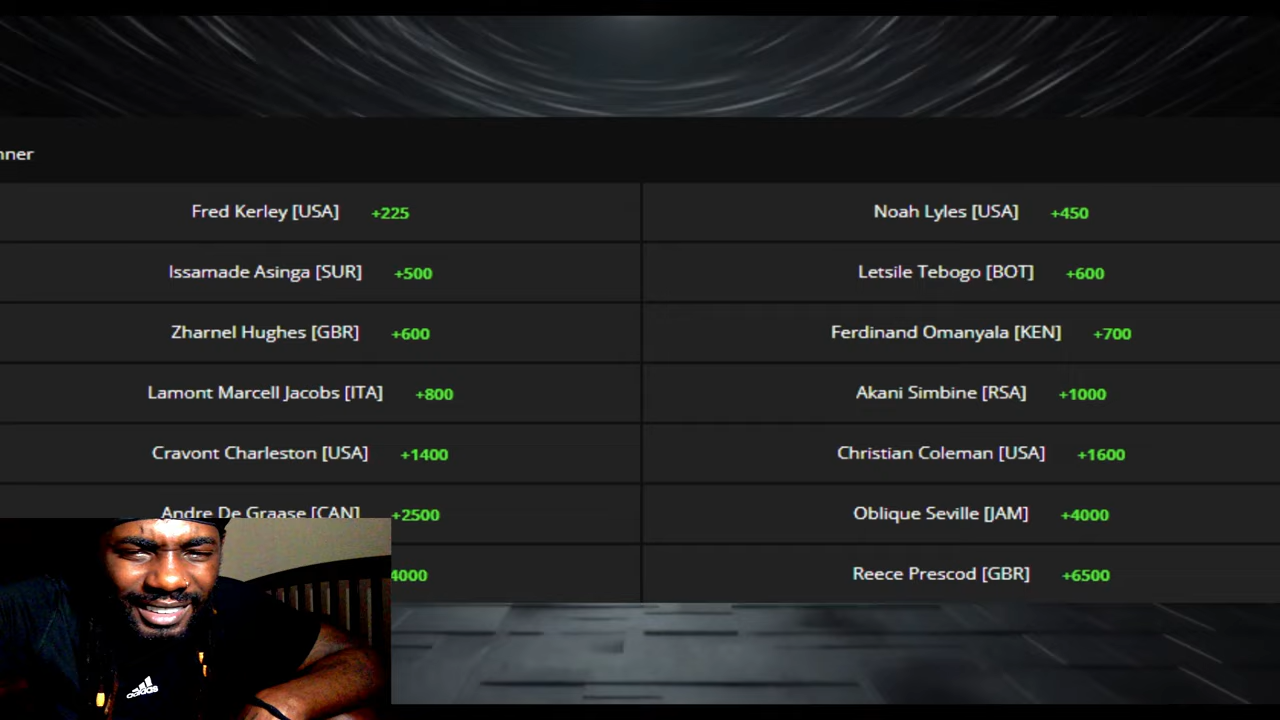 nner
Fred Kerley [USA] +225 Noah Lyles [USA] +450
Issamade Asinga [SUR] +500 Letsile Tebogo [BOT] +600
Zharnel Hughes [GBR] +600 Ferdinand Omanyala [KEN] +700
Lamont Marcell Jacobs [ITA] +800 Akani Simbine [RSA] +1000
Cravont Charleston [USA] +1400 Christian Coleman [USA] +1600
Andre De Graase [CAN] +2500 Oblique Seville [JAM] +4000
4000 Reece Prescod [GBR] +6500
adidas